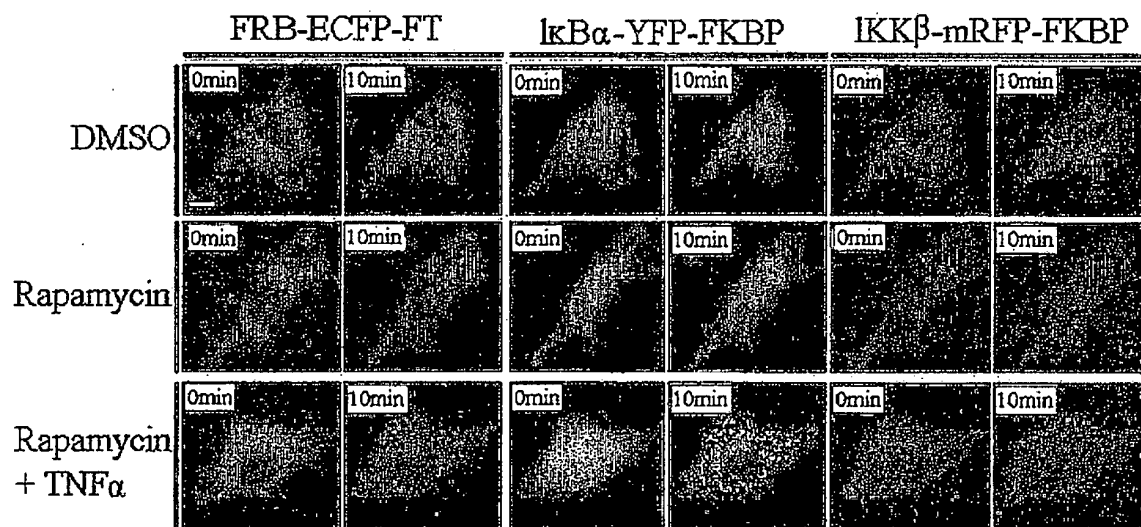 FRB-ECFP-FT IκBα-YFP-FKBP IKKβ-mRFP-FKBP
DMSO
0min 10min 0min 10min 0min 10min
Rapamycin
0min 10min 0min 10min 0min 10min
Rapamycin
+ TNFα
0min 10min 0min 10min 0min 10min